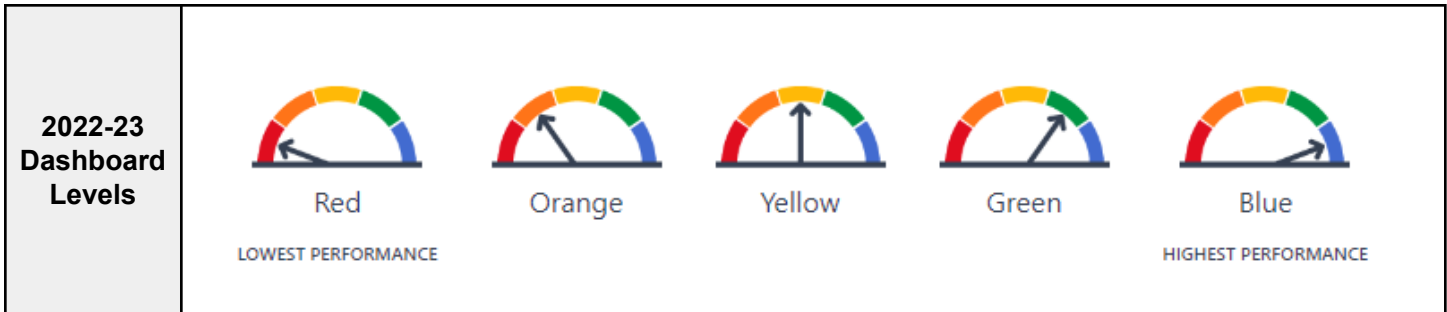 2022-23
Dashboard
Levels
Red
Orange
Yellow
Green
Blue
LOWEST PERFORMANCE
HIGHEST PERFORMANCE